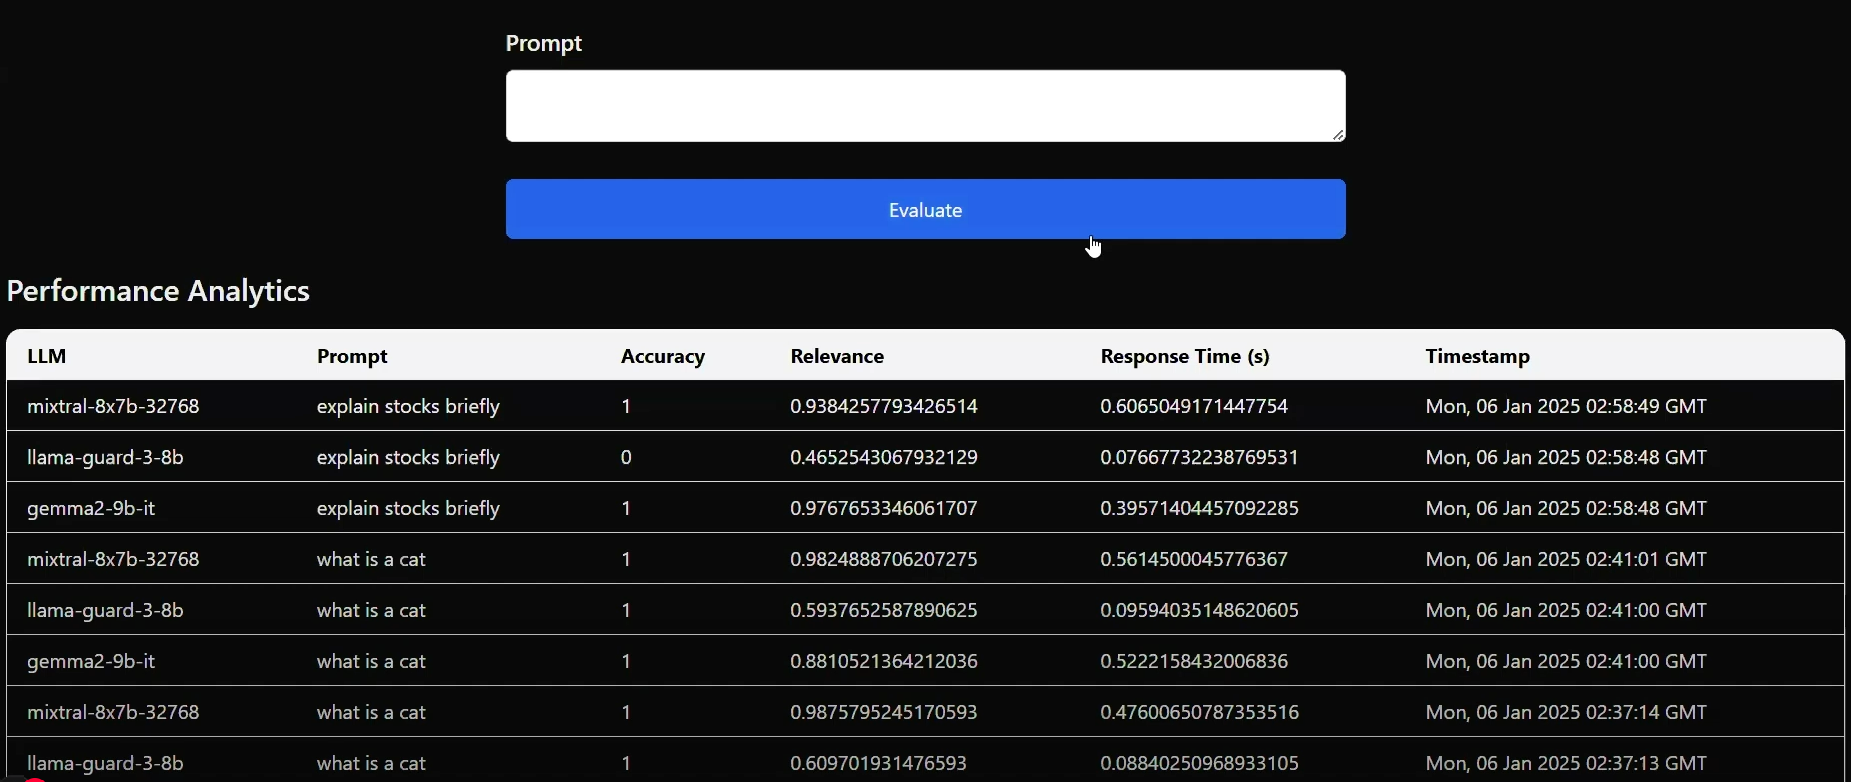 Prompt
Evaluate
Performance Analytics
LLM Prompt Accuracy Relevance Response Time (s) Timestamp
mixtral-8x7b-32768 explain stocks briefly 1 0.9384257793426514 0.6065049171447754 Mon, 06 Jan 2025 02:58:49 GMT
llama-guard-3-8b explain stocks briefly 0 0.4652543067932129 0.07667732238769531 Mon, 06 Jan 2025 02:58:48 GMT
gemma2-9b-it explain stocks briefly 1 0.9767653346061707 0.39571404457092285 Mon, 06 Jan 2025 02:58:48 GMT
mixtral-8x7b-32768 what is a cat 1 0.9824888706207275 0.5614500045776367 Mon, 06 Jan 2025 02:41:01 GMT
llama-guard-3-8b what is a cat 1 0.5937652587890625 0.09594035148620605 Mon, 06 Jan 2025 02:41:00 GMT
gemma2-9b-it what is a cat 1 0.8810521364212036 0.5222158432006836 Mon, 06 Jan 2025 02:41:00 GMT
mixtral-8x7b-32768 what is a cat 1 0.9875795245170593 0.47600650787353516 Mon, 06 Jan 2025 02:37:14 GMT
llama-guard-3-8b what is a cat 1 0.609701931476593 0.08840250968933105 Mon, 06 Jan 2025 02:37:13 GMT